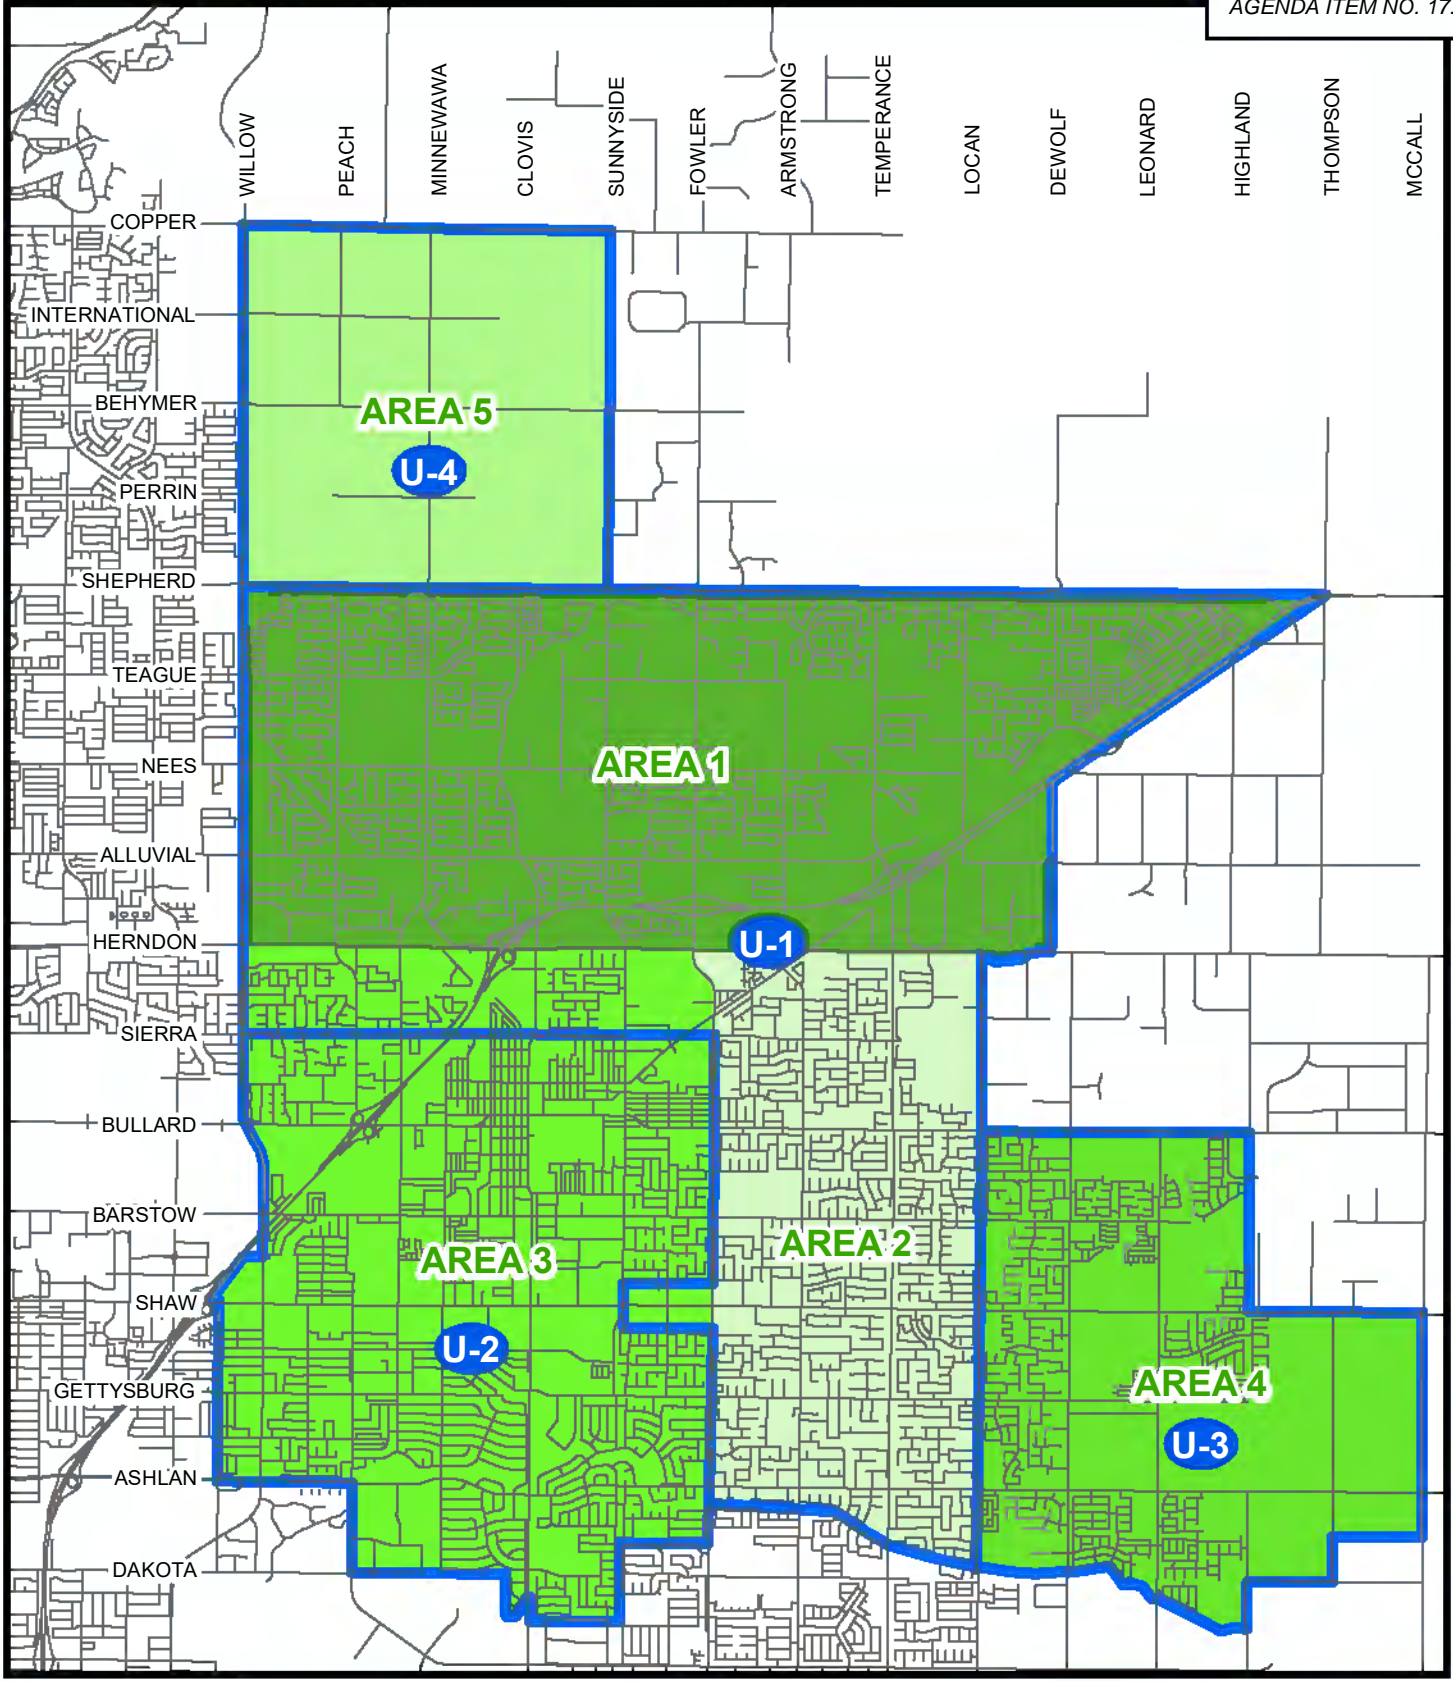 AGENDA ITEM NO. 17.
WILLOW
PEACH
MINNEWAWA
CLOVIS
SUNNYSIDE
FOWLER
ARMSTRONG
TEMPERANCE
LOCAN
DEWOLF
LEONARD
HIGHLAND
THOMPSON
MCCALL
COPPER
INTERNATIONAL
BEHYMER
AREA 5
U-4
PERRIN
SHEPHERD
TEAGUE
NEES
AREA 1
ALLUVIAL
HERNDON
U-1
SIERRA
BULLARD
BARSTOW
AREA 2
AREA 3
SHAW
U-2
GETTYSBURG
AREA 4
U-3
ASHLAN
DAKOTA